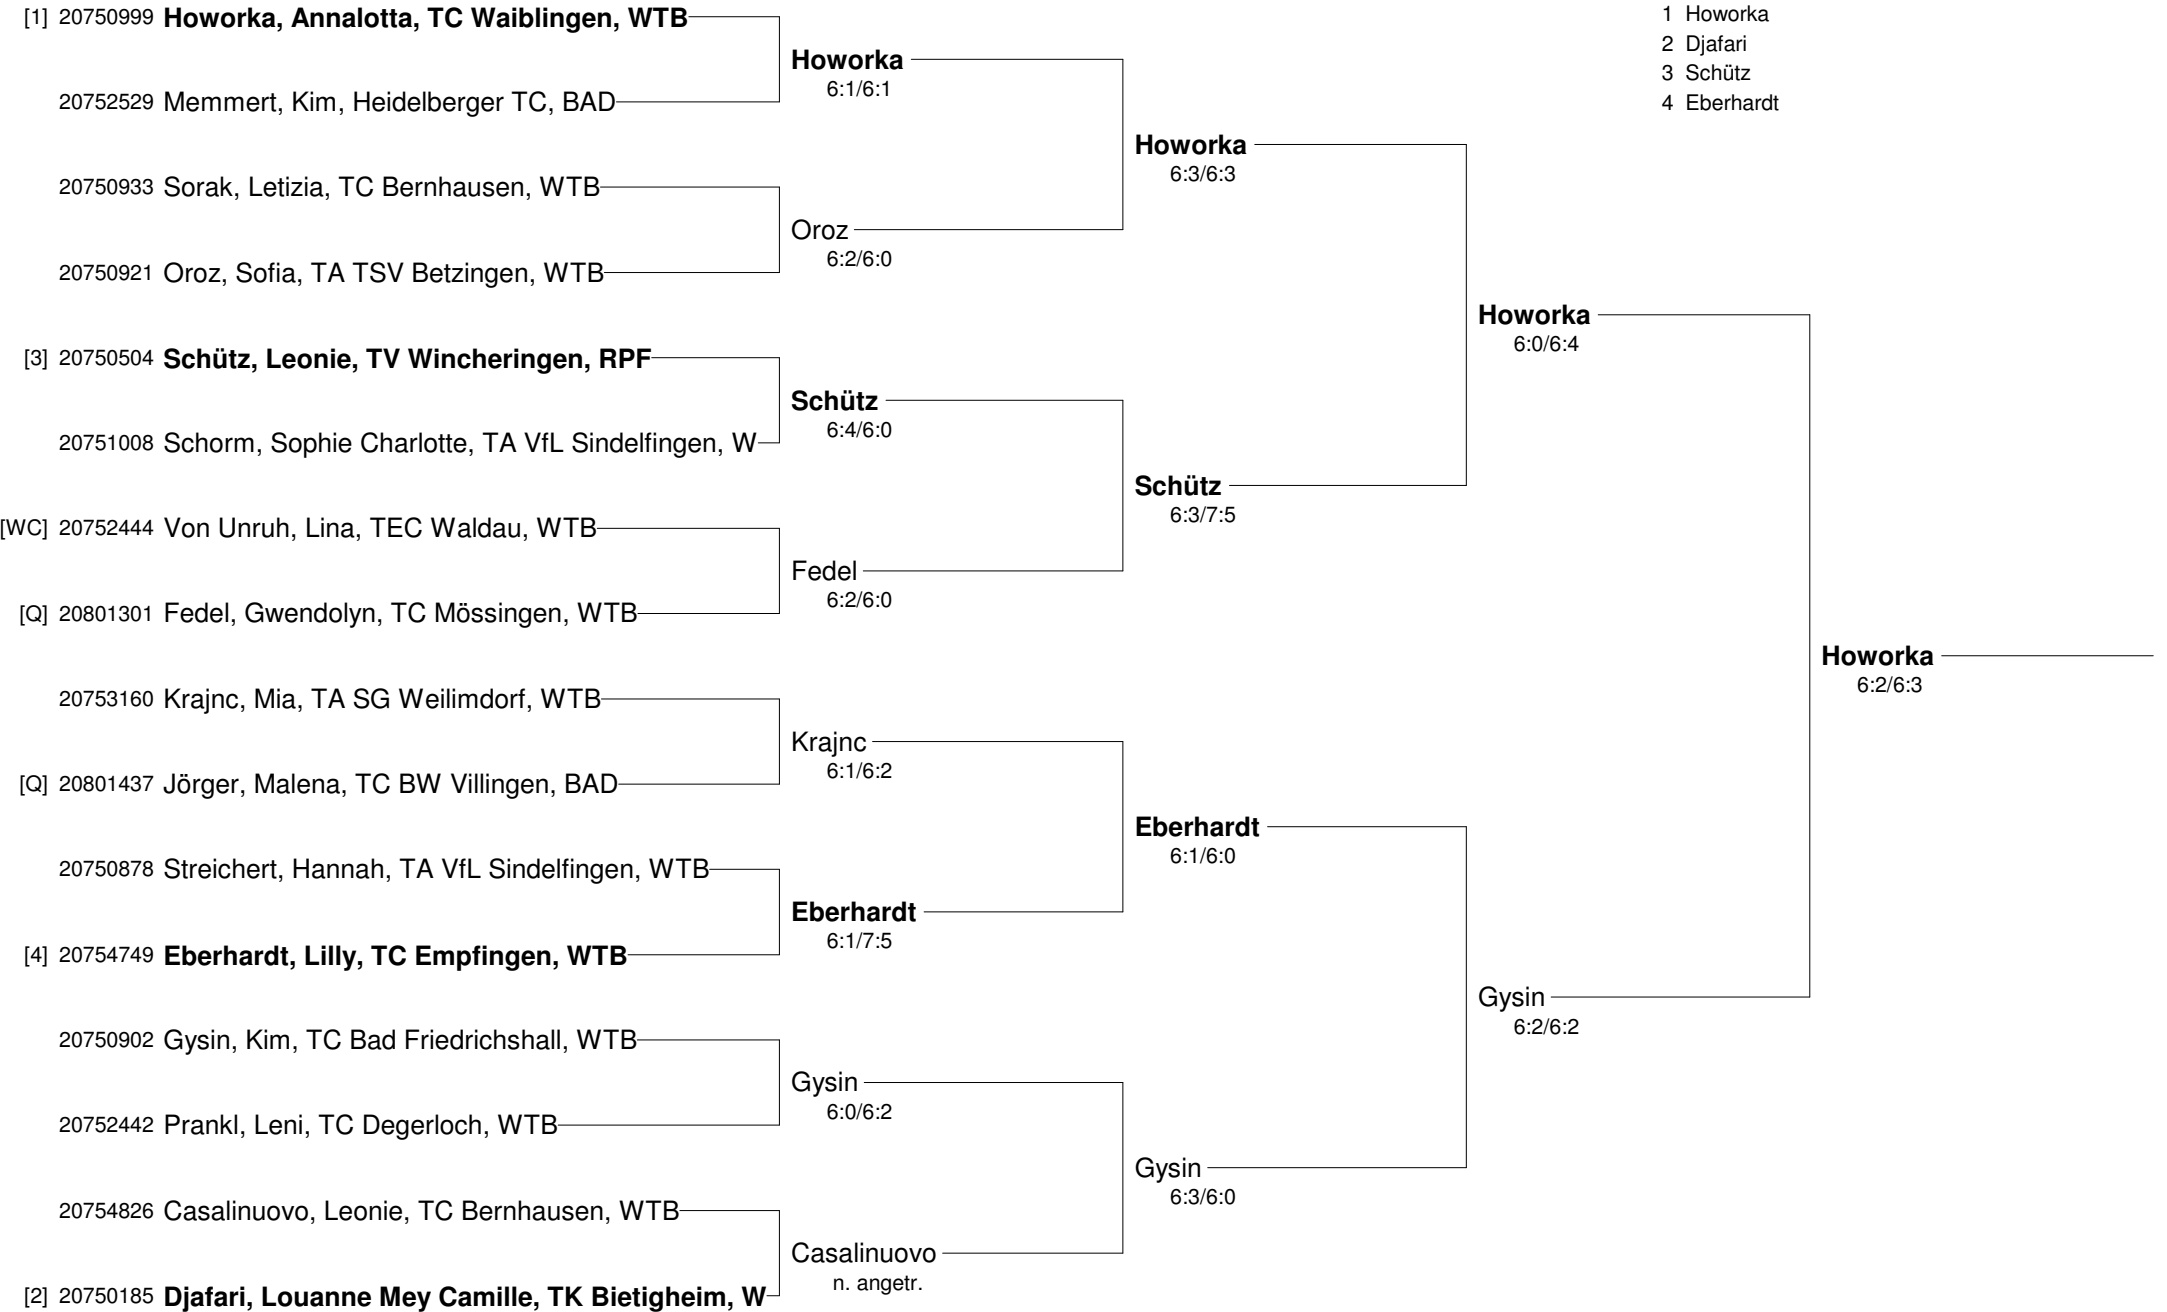 [1] 20750999 Howorka, Annalotta, TC Waiblingen, WTB
20752529 Memmert, Kim, Heidelberger TC, BAD
20750933 Sorak, Letizia, TC Bernhausen, WTB
20750921 Oroz, Sofia, TA TSV Betzingen, WTB
[3] 20750504 Schütz, Leonie, TV Wincheringen, RPF
20751008 Schorm, Sophie Charlotte, TA VfL Sindelfingen, W
[WC] 20752444 Von Unruh, Lina, TEC Waldau, WTB
[Q] 20801301 Fedel, Gwendolyn, TC Mössingen, WTB
20753160 Krajnc, Mia, TA SG Weilimdorf, WTB
[Q] 20801437 Jörger, Malena, TC BW Villingen, BAD
20750878 Streichert, Hannah, TA VfL Sindelfingen, WTB
[4] 20754749 Eberhardt, Lilly, TC Empfingen, WTB
20750902 Gysin, Kim, TC Bad Friedrichshall, WTB
20752442 Prankl, Leni, TC Degerloch, WTB
20754826 Casalinuovo, Leonie, TC Bernhausen, WTB
[2] 20750185 Djafari, Louanne Mey Camille, TK Bietigheim, W
Howorka
6:1/6:1
Oroz
6:2/6:0
Schütz
6:4/6:0
Fedel
6:2/6:0
Krajnc
6:1/6:2
Eberhardt
6:1/7:5
Gysin
6:0/6:2
Casalinuovo
n. angetr.
Howorka
6:3/6:3
Schütz
6:3/7:5
Eberhardt
6:1/6:0
Gysin
6:3/6:0
Howorka
6:0/6:4
Gysin
6:2/6:2
Howorka
6:2/6:3
1 Howorka
2 Djafari
3 Schütz
4 Eberhardt